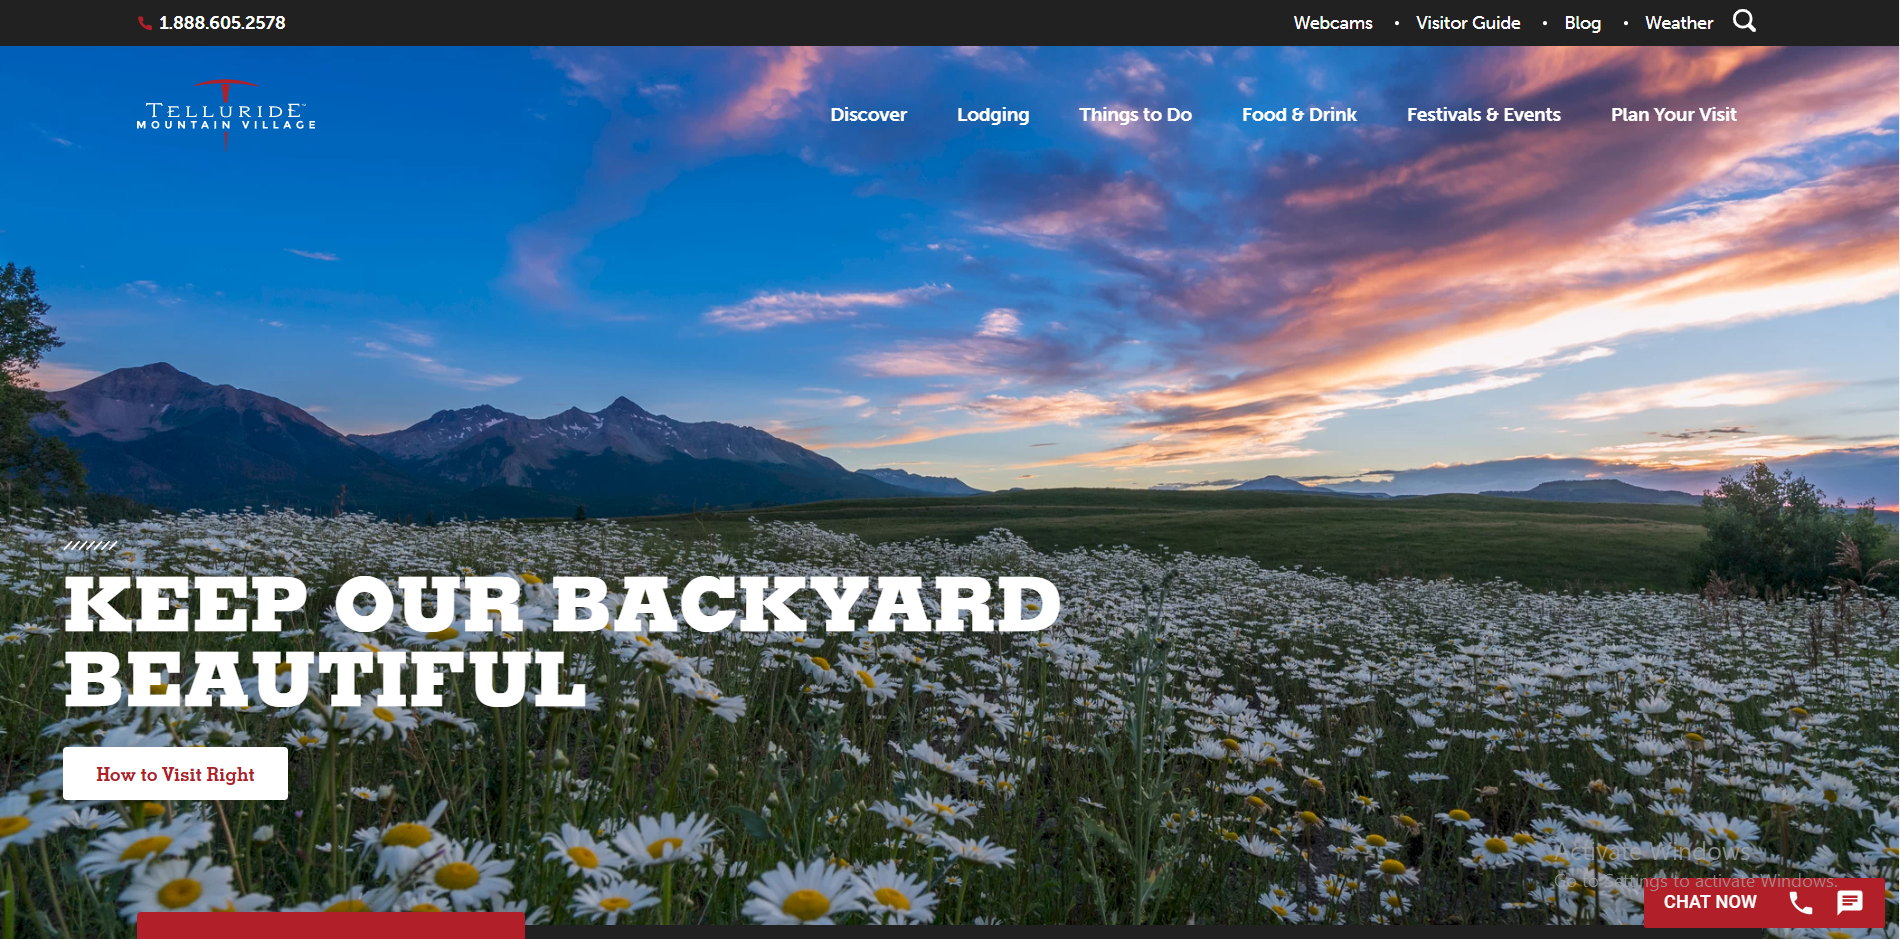 1.888.605.2578
Webcams • Visitor Guide • Blog • Weather
TELLURIDE™
MOUNTAIN VILLAGE
Discover Lodging Things to Do Food & Drink Festivals & Events Plan Your Visit
KEEP OUR BACKYARD
BEAUTIFUL
How to Visit Right
Activate Windows
Go to Settings to activate Windows.
CHAT NOW